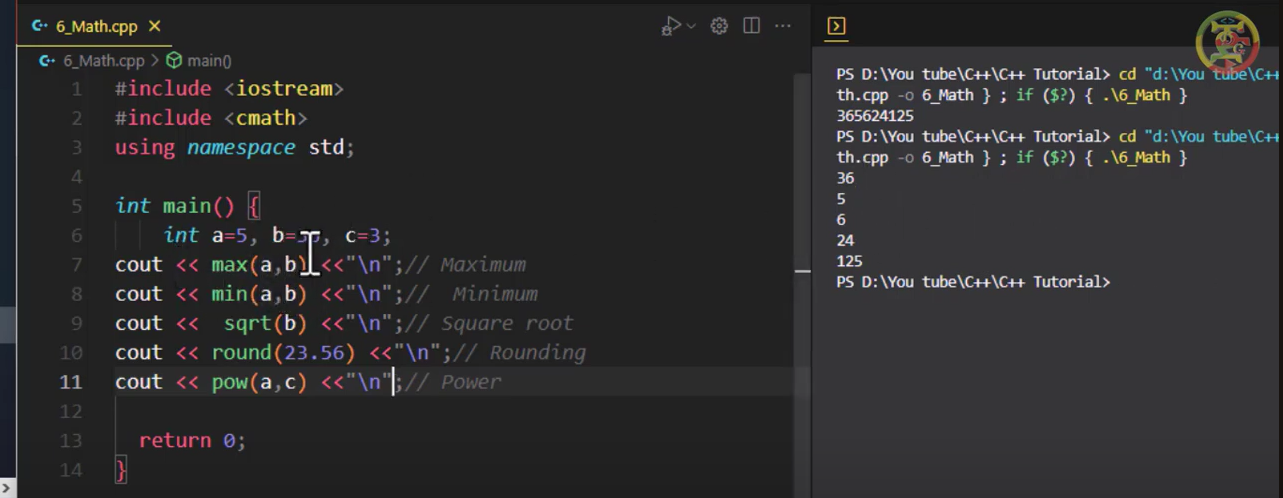 6_Math.cpp
6_Math.cpp > main()
1 #include <iostream>
2 #include <cmath>
3 using namespace std;
4
5 int main() {
6 int a=5, b=36, c=3;
7 cout << max(a,b) <<"\n";// Maximum
8 cout << min(a,b) <<"\n";// Minimum
9 cout << sqrt(b) <<"\n";// Square root
10 cout << round(23.56) <<"\n";// Rounding
11 cout << pow(a,c) <<"\n";// Power
12
13 return 0;
14 }
PS D:\You tube\C++\C++ Tutorial> cd "d:\You tube\C++
th.cpp -o 6_Math } ; if ($?) { .\6_Math }
365624125
PS D:\You tube\C++\C++ Tutorial> cd "d:\You tube\C++
th.cpp -o 6_Math } ; if ($?) { .\6_Math }
36
5
6
24
125
PS D:\You tube\C++\C++ Tutorial>